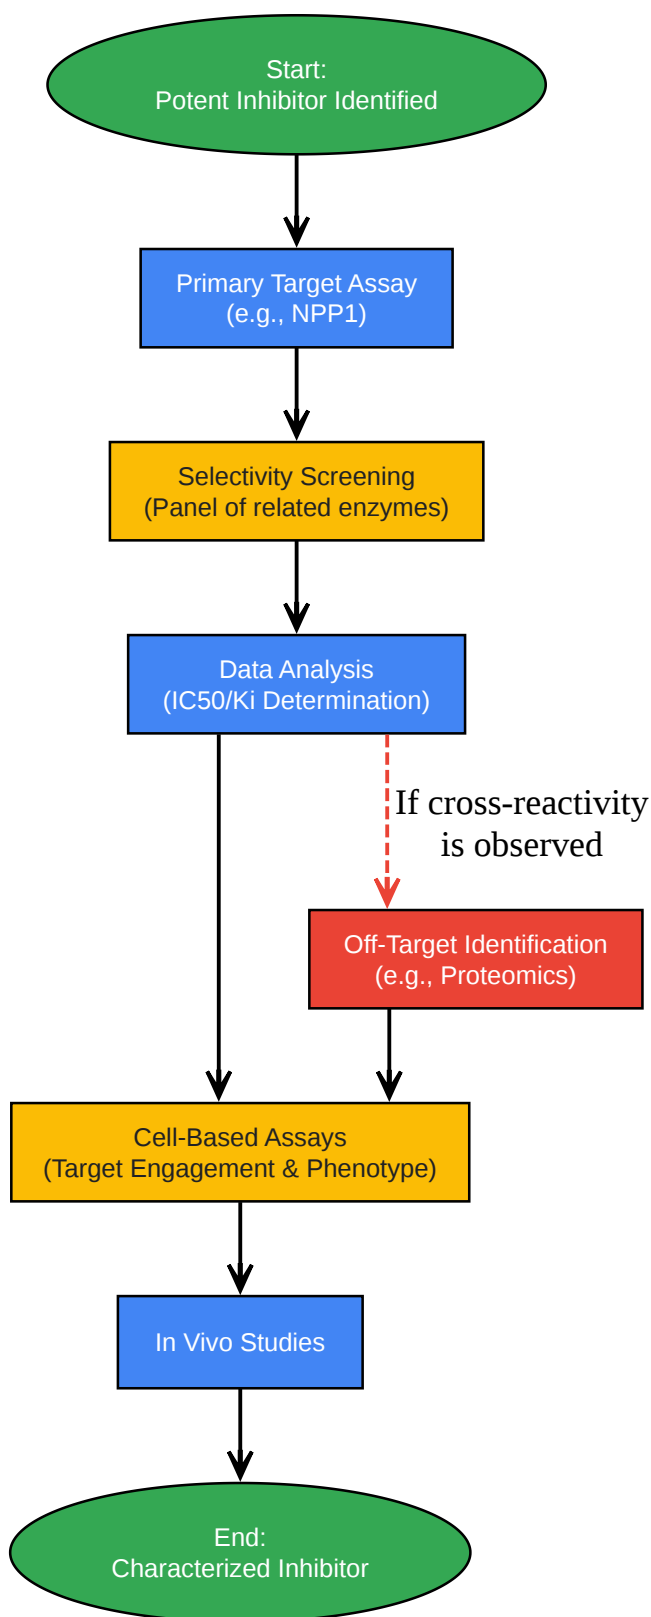 Start:
Potent Inhibitor Identified
Primary Target Assay
(e.g., NPP1)
Selectivity Screening
(Panel of related enzymes)
Data Analysis
(IC50/Ki Determination)
If cross-reactivity
is observed
Off-Target Identification
(e.g., Proteomics)
Cell-Based Assays
(Target Engagement & Phenotype)
In Vivo Studies
End:
Characterized Inhibitor